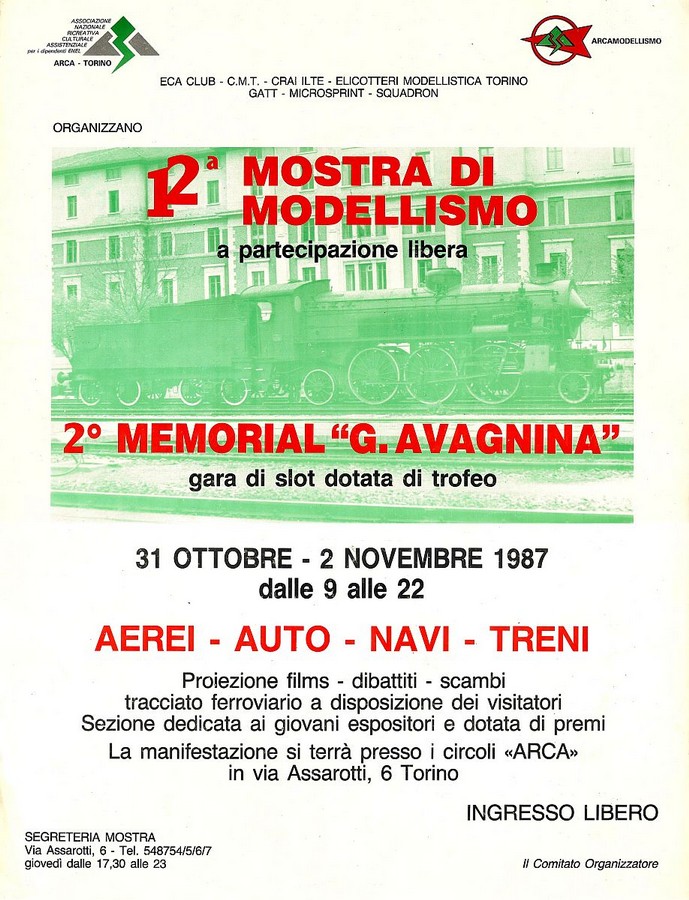 ASSOCIAZIONE
NAZIONALE
RICREATIVA
CULTURALE
ASSISTENZIALE
per i dipendenti ENEL
ARCA - TORINO
ARCAMODELLISMO
ECA CLUB - C.M.T. - CRAI ILTE - ELICOTTERI MODELLISTICA TORINO
GATT - MICROSPRINT - SQUADRON
ORGANIZZANO
12ª MOSTRA DI
MODELLISMO
a partecipazione libera
2° MEMORIAL “G. AVAGNINA”
gara di slot dotata di trofeo
31 OTTOBRE - 2 NOVEMBRE 1987
dalle 9 alle 22
AEREI - AUTO - NAVI - TRENI
Proiezione films - dibattiti - scambi
tracciato ferroviario a disposizione dei visitatori
Sezione dedicata ai giovani espositori e dotata di premi
La manifestazione si terrà presso i circoli «ARCA»
in via Assarotti, 6 Torino
INGRESSO LIBERO
SEGRETERIA MOSTRA
Via Assarotti, 6 - Tel. 548754/5/6/7
giovedì dalle 17,30 alle 23
Il Comitato Organizzatore